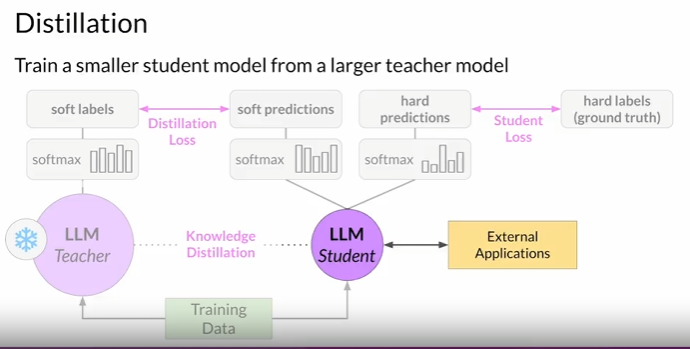 Distillation
Train a smaller student model from a larger teacher model
soft labels
Distillation
Loss
soft predictions
hard
predictions
Student
Loss
hard labels
(ground truth)
softmax
softmax
softmax
LLM
Teacher
Knowledge
Distillation
LLM
Student
External
Applications
Training
Data